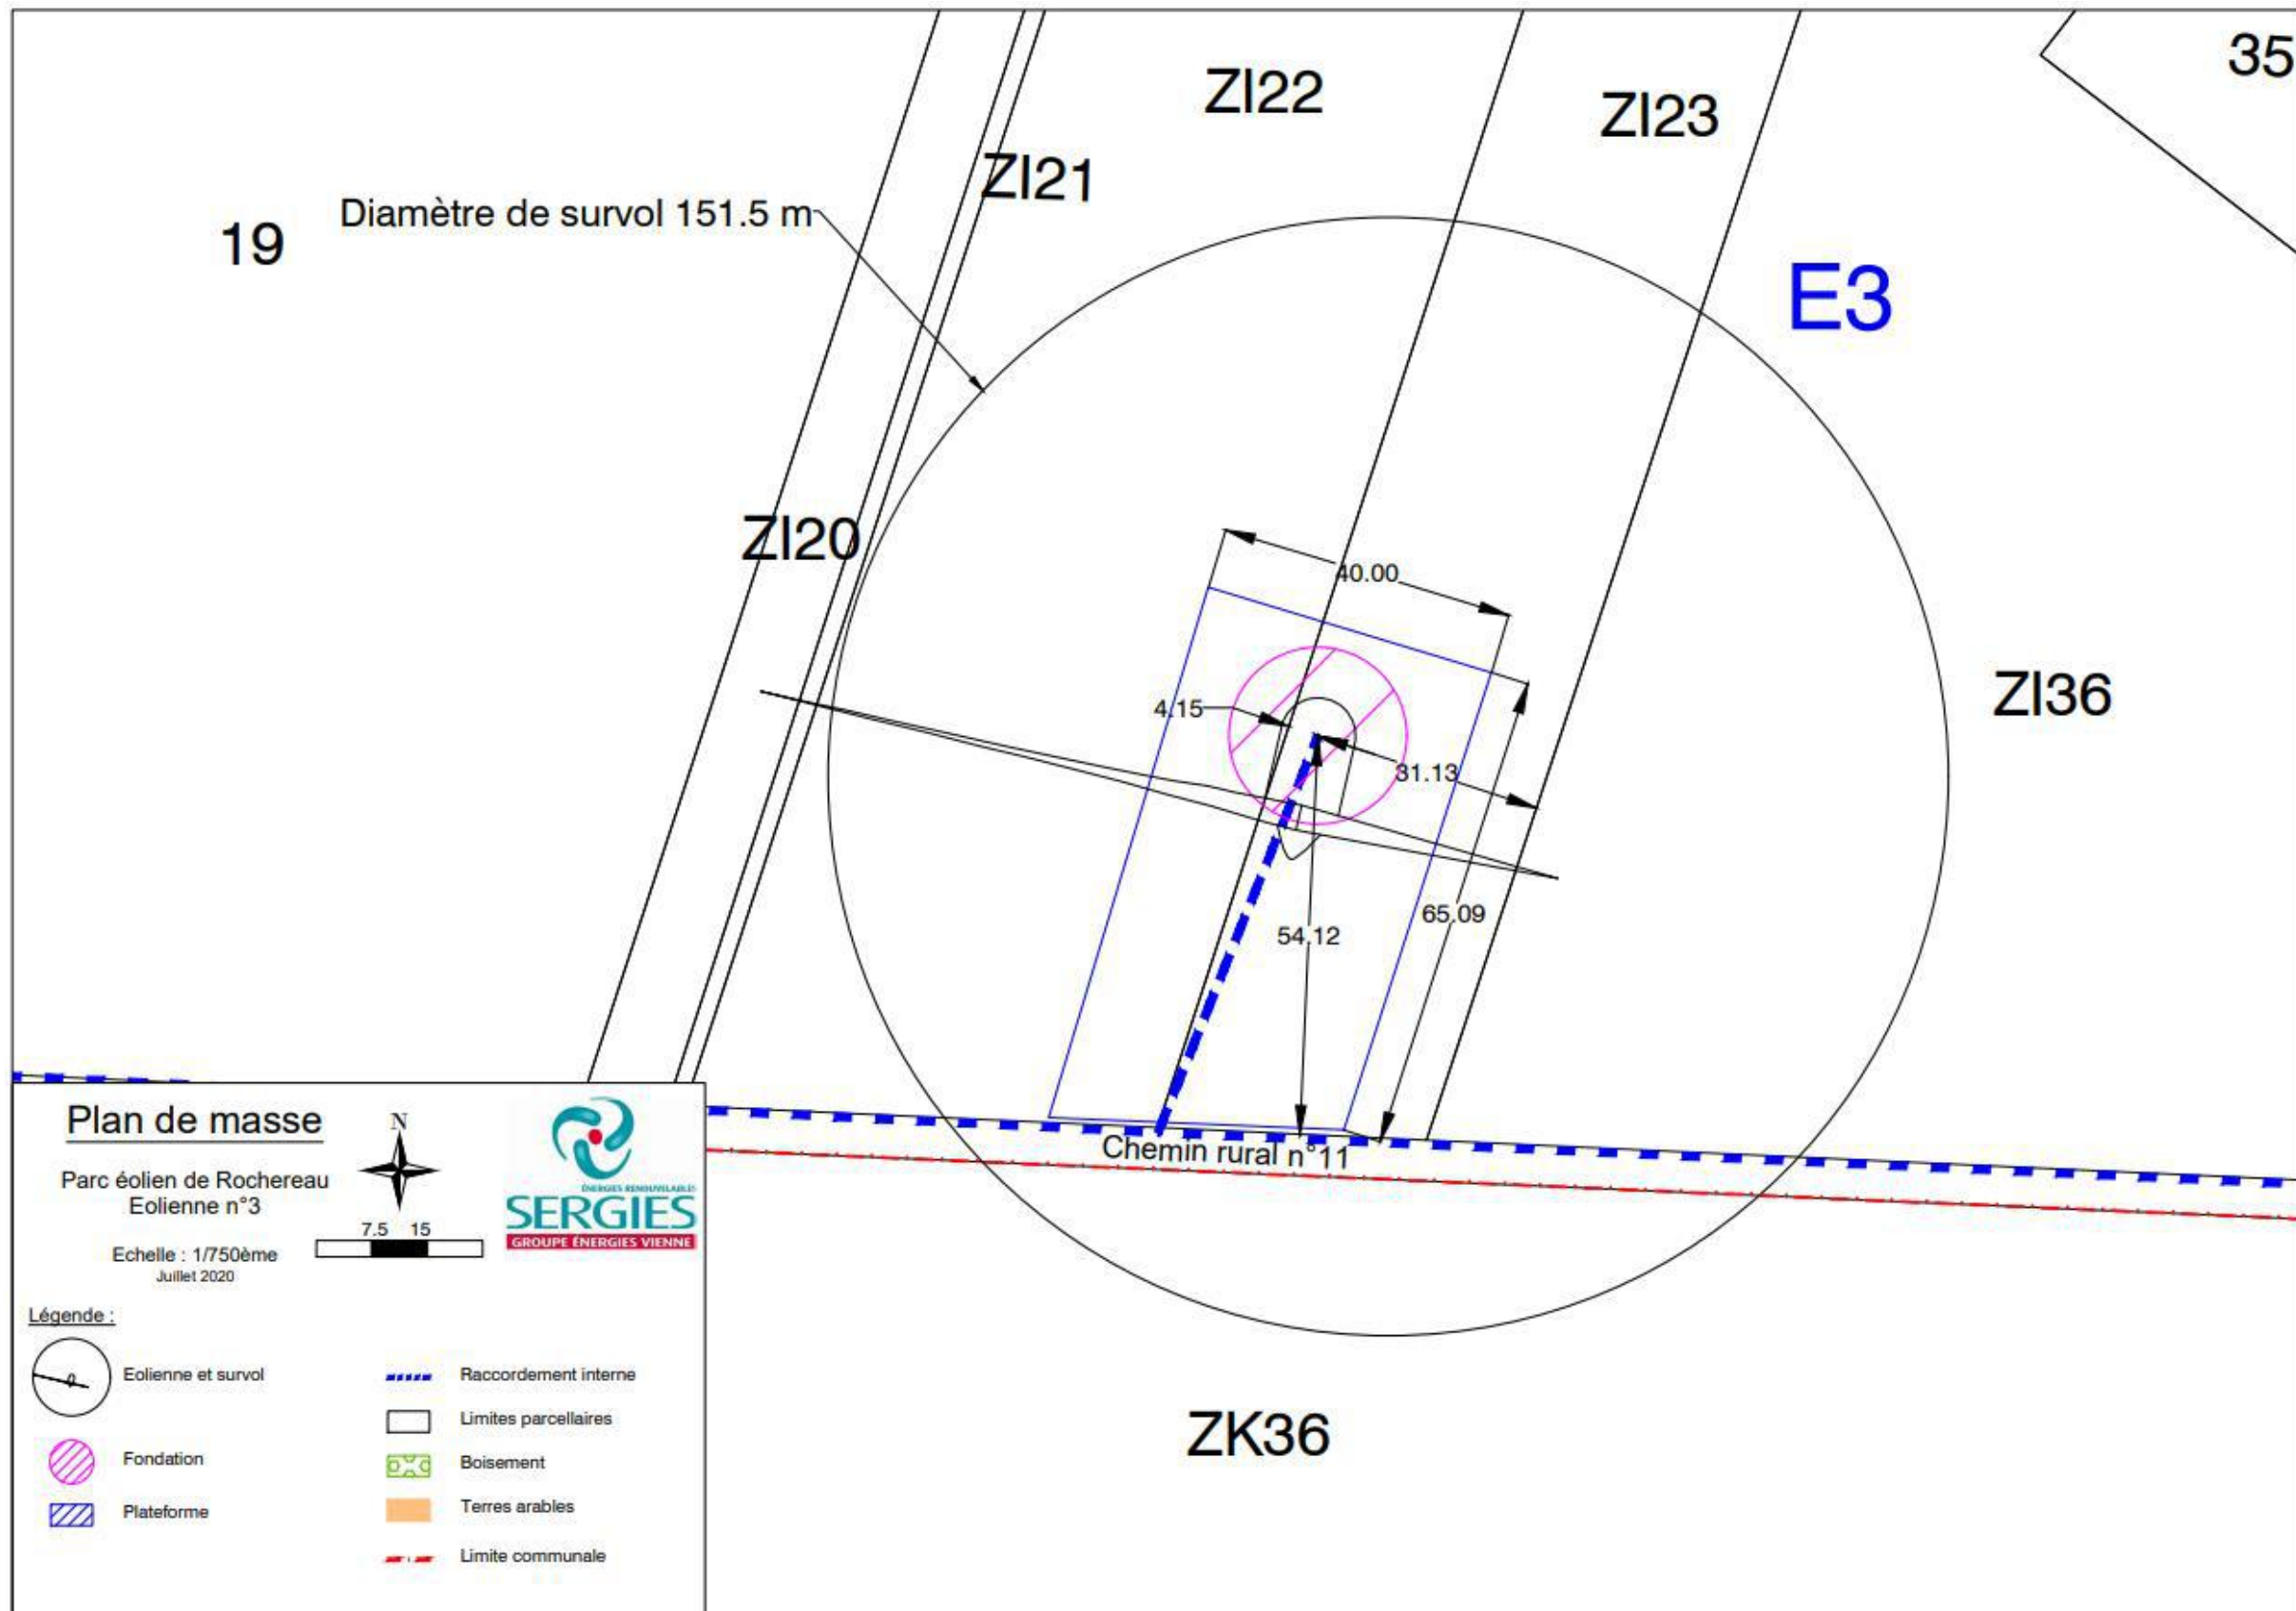 35
ZI22
ZI23
ZI21
Diamètre de survol 151.5 m
19
E3
ZI20
40.00
ZI36
4.15
31.13
65.09
54.12
Chemin rural n°11
ZK36
Plan de masse
N
Parc éolien de Rochereau
Eolienne n°3
7.5 15
Echelle : 1/750ème
Juillet 2020
ÉNERGIES RENOUVELABLES
SERGIES
GROUPE ÉNERGIES VIENNE
Légende :
Eolienne et survol
Fondation
Plateforme
Raccordement interne
Limites parcellaires
Boisement
Terres arables
Limite communale